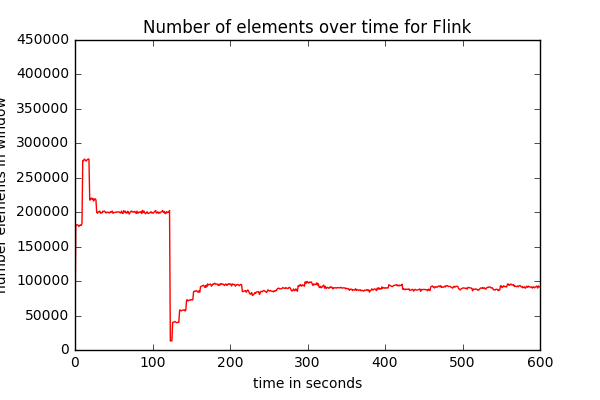 Number of elements over time for Flink
450000
400000
350000
300000
250000
200000
150000
100000
50000
0
number elements in window
0 100 200 300 400 500 600
time in seconds